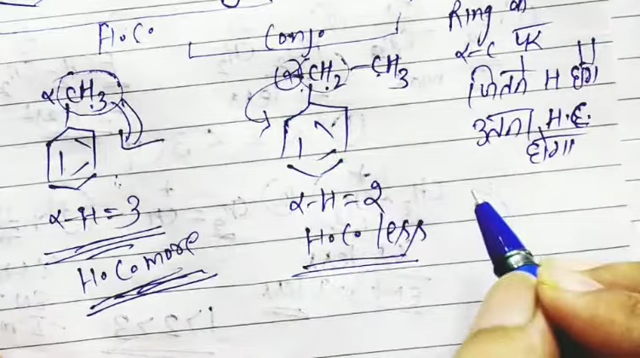 H.C.
Conj.
Ring के
α-C पर
जितने H होंगे
उतना H.C.
होगा
α CH3
α CH2 - CH3
α-H = 3
H.C. more
α-H = 2
H.C. less